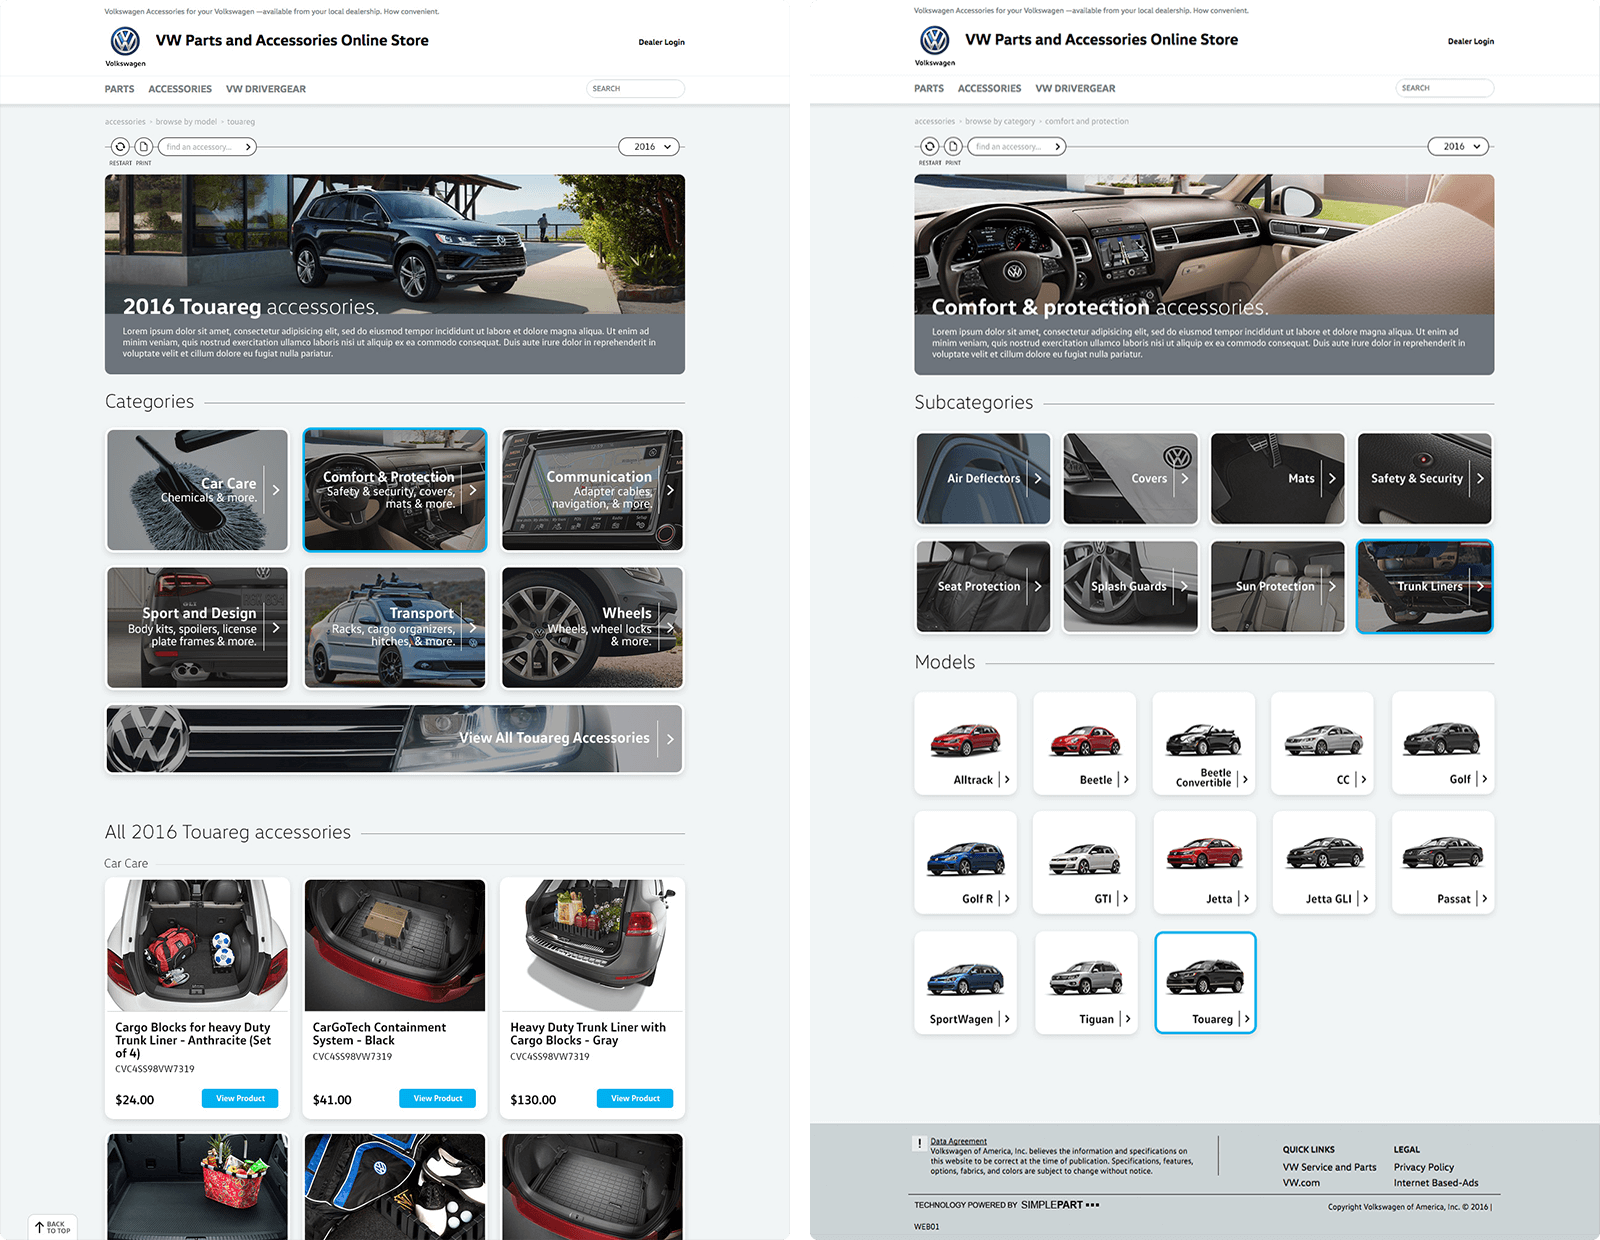 Volkswagen Accessories for your Volkswagen —available from your local dealership. How convenient.
Volkswagen
VW Parts and Accessories Online Store
Dealer Login
PARTS ACCESSORIES VW DRIVERGEAR
SEARCH
accessories • browse by model • touareg
RESTART PRINT
find an accessory...
2016
2016 Touareg accessories.
Lorem ipsum dolor sit amet, consectetur adipisicing elit, sed do eiusmod tempor incididunt ut labore et dolore magna aliqua. Ut enim ad
minim veniam, quis nostrud exercitation ullamco laboris nisi ut aliquip ex ea commodo consequat. Duis aute irure dolor in reprehenderit in
voluptate velit et cillum dolore eu fugiat nulla pariatur.
Categories
Car Care
Chemicals & more.
Comfort & Protection
Safety & security, covers,
mats & more.
Communication
Adapter cables,
navigation, & more.
Sport and Design
Body kits, spoilers, license
plate frames & more.
Transport
Racks, cargo organizers,
hitches, & more.
Wheels
Wheels, wheel locks
& more.
View All Touareg Accessories
All 2016 Touareg accessories
Car Care
Cargo Blocks for heavy Duty
Trunk Liner - Anthracite (Set
of 4)
CVC4SS98VW7319
$24.00
View Product
CarGoTech Containment
System - Black
CVC4SS98VW7319
$41.00
View Product
Heavy Duty Trunk Liner with
Cargo Blocks - Gray
CVC4SS98VW7319
$130.00
View Product
BACK
TO TOP
Volkswagen Accessories for your Volkswagen —available from your local dealership. How convenient.
Volkswagen
VW Parts and Accessories Online Store
Dealer Login
PARTS ACCESSORIES VW DRIVERGEAR
SEARCH
accessories • browse by category • comfort and protection
RESTART PRINT
find an accessory...
2016
Comfort & protection accessories.
Lorem ipsum dolor sit amet, consectetur adipisicing elit, sed do eiusmod tempor incididunt ut labore et dolore magna aliqua. Ut enim ad
minim veniam, quis nostrud exercitation ullamco laboris nisi ut aliquip ex ea commodo consequat. Duis aute irure dolor in reprehenderit in
voluptate velit et cillum dolore eu fugiat nulla pariatur.
Subcategories
Air Deflectors
Covers
Mats
Safety & Security
Seat Protection
Splash Guards
Sun Protection
Trunk Liners
Models
Alltrack
Beetle
Beetle
Convertible
CC
Golf
Golf R
GTI
Jetta
Jetta GLI
Passat
SportWagen
Tiguan
Touareg
! Data Agreement
Volkswagen of America, Inc. believes the information and specifications on
this website to be correct at the time of publication. Specifications, features,
options, fabrics, and colors are subject to change without notice.
QUICK LINKS
VW Service and Parts
VW.com
LEGAL
Privacy Policy
Internet Based-Ads
TECHNOLOGY POWERED BY SIMPLEPART
Copyright Volkswagen of America, Inc. © 2016 |
WEB01